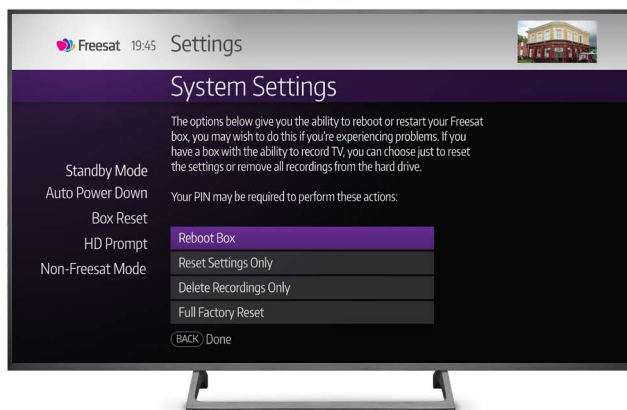 Freesat 19:45 Settings
System Settings
The options below give you the ability to reboot or restart your Freesat
box, you may wish to do this if you're experiencing problems. If you
have a box with the ability to record TV, you can choose just to reset
the settings or remove all recordings from the hard drive.
Your PIN may be required to perform these actions:
Standby Mode
Auto Power Down
Box Reset
HD Prompt
Non-Freesat Mode
Reboot Box
Reset Settings Only
Delete Recordings Only
Full Factory Reset
BACK Done